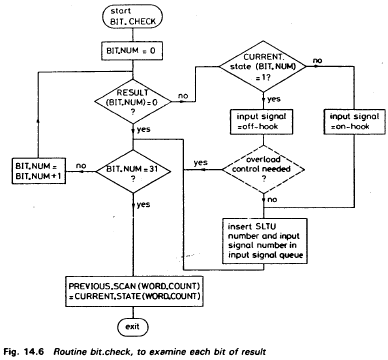 start
BIT.CHECK
BIT.NUM = 0
RESULT
(BIT.NUM)=0
?
no
yes
CURRENT.
state (BIT.NUM)
=1?
no
yes
input signal
=off-hook
input signal
=on-hook
BIT.NUM =
BIT.NUM+1
no
BIT.NUM=31
?
yes
yes
overload
control needed
?
no
insert SLTU
number and input
signal number in
input signal queue
PREVIOUS.SCAN (WORD.COUNT)
=CURRENT.STATE (WORD.COUNT)
exit
Fig. 14.6 Routine bit.check, to examine each bit of result